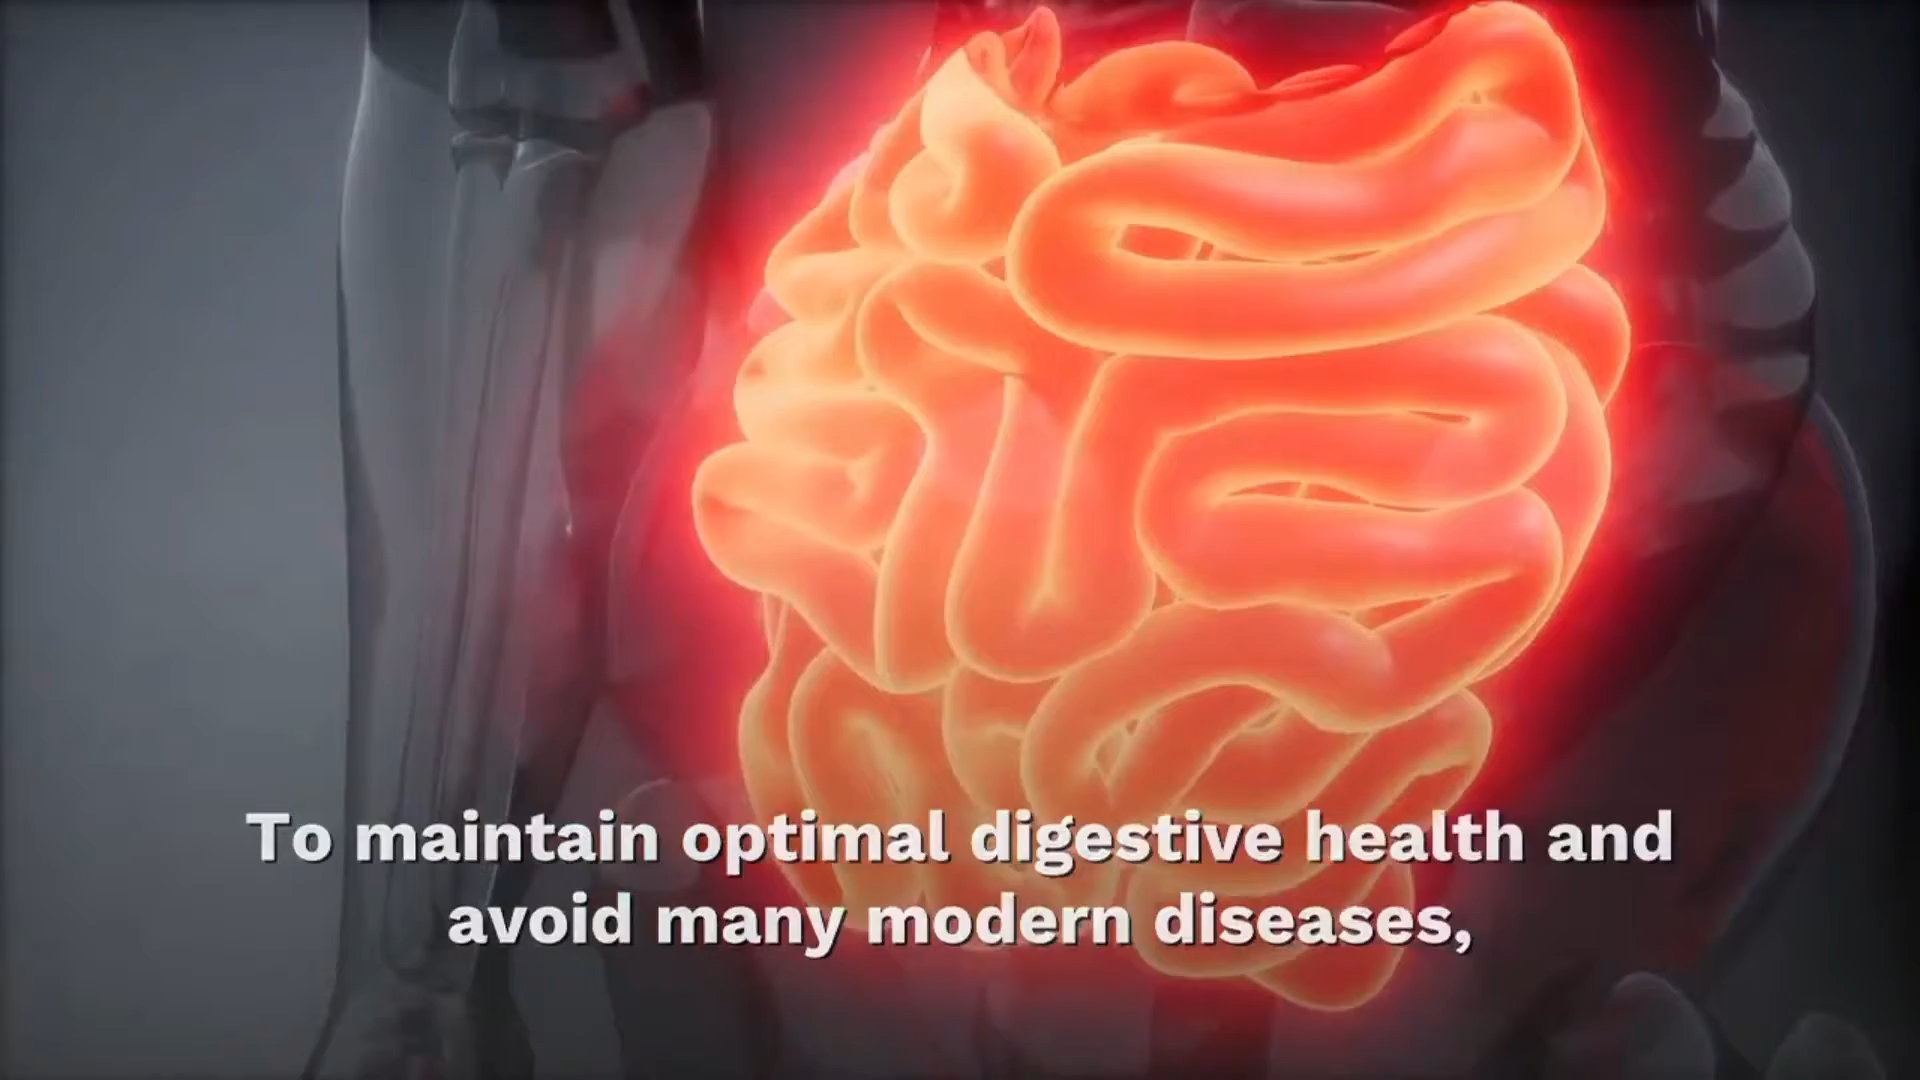 To maintain optimal digestive health and
avoid many modern diseases,